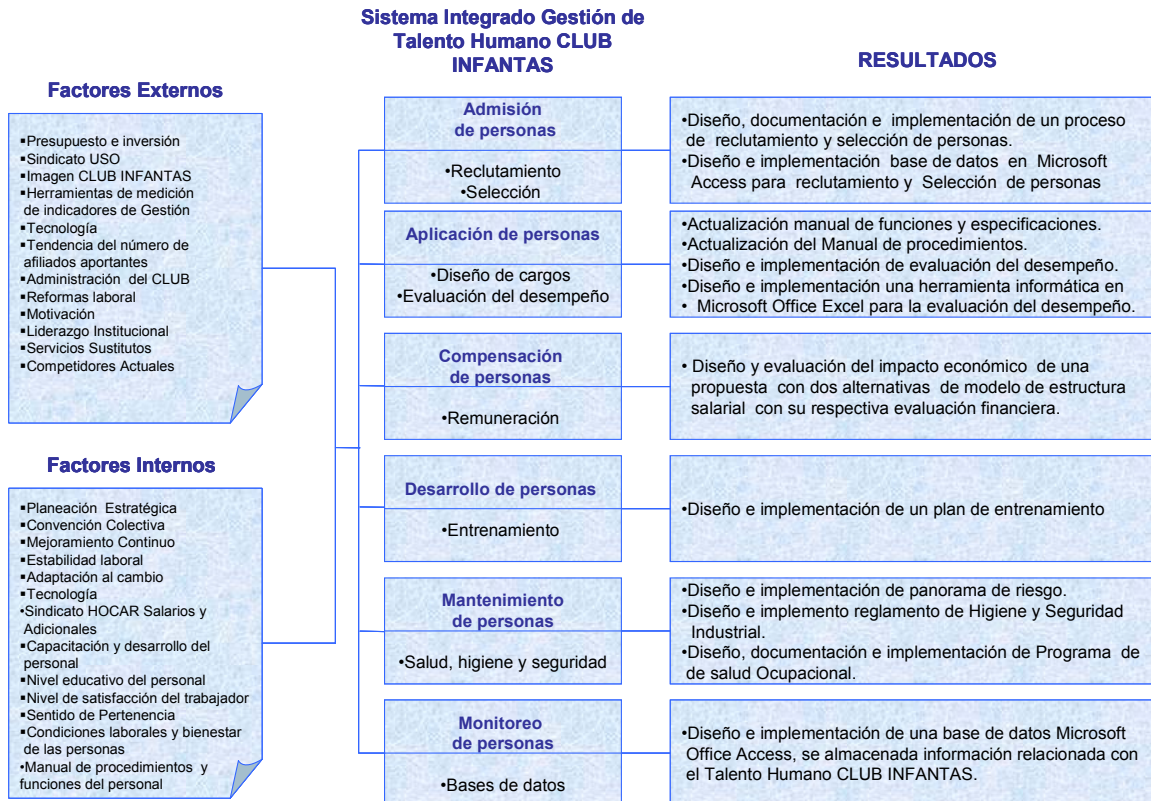 Sistema Integrado Gestión de
Talento Humano CLUB
INFANTAS
RESULTADOS
Factores Externos
▪Presupuesto e inversión
▪Sindicato USO
▪Imagen CLUB INFANTAS
▪Herramientas de medición
de indicadores de Gestión
▪Tecnología
▪Tendencia del número de
afiliados aportantes
▪Administración  del CLUB
▪Reformas laboral
▪Motivación
▪Liderazgo Institucional
▪Servicios Sustitutos
▪Competidores Actuales
Factores Internos
▪Planeación  Estratégica
▪Convención Colectiva
▪Mejoramiento Continuo
▪Estabilidad laboral
▪Adaptación al cambio
▪Tecnología
•Sindicato HOCAR Salarios y
Adicionales
▪Capacitación y desarrollo del
personal
▪Nivel educativo del personal
▪Nivel de satisfacción del trabajador
▪Sentido de Pertenencia
▪Condiciones laborales y bienestar
de las personas
•Manual de procedimientos  y
funciones del personal
Admisión
de personas
•Reclutamiento
•Selección
•Diseño, documentación e  implementación de un proceso
de  reclutamiento y selección de personas.
•Diseño e implementación  base de datos  en  Microsoft
Access para  reclutamiento y  Selección  de personas
Aplicación de personas
•Diseño de cargos
•Evaluación del desempeño
•Actualización manual de funciones y especificaciones.
•Actualización del Manual de procedimientos.
•Diseño e implementación de evaluación del desempeño.
•Diseño e implementación una herramienta informática en
•  Microsoft Office Excel para la evaluación del desempeño.
Compensación
de personas
•Remuneración
• Diseño y evaluación del impacto económico  de una
propuesta  con dos alternativas  de modelo de estructura
salarial  con su respectiva evaluación financiera.
Desarrollo de personas
•Entrenamiento
•Diseño e implementación de un plan de entrenamiento
Mantenimiento
de personas
•Salud, higiene y seguridad
•Diseño e implementación de panorama de riesgo.
•Diseño e implemento reglamento de Higiene y Seguridad
Industrial.
•Diseño, documentación e implementación de Programa  de
de salud Ocupacional.
Monitoreo
de personas
•Bases de datos
•Diseño e implementación de una base de datos Microsoft
Office Access, se almacenada información relacionada con
el Talento Humano CLUB INFANTAS.